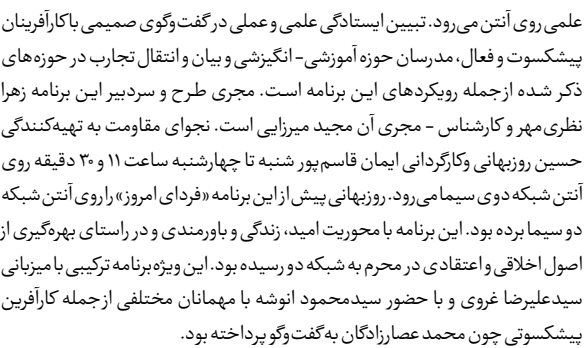 علمی روی آنتن می‌رود. تبیین ایستادگی علمی و عملی در گفت‌وگوی صمیمی با کارآفرینان
پیشکسوت و فعال، مدرسان حوزه آموزشی- انگیزشی و بیان و انتقال تجارب در حوزه‌های
ذکر شده از جمله رویکردهای این برنامه است. مجری طرح و سردبیر این برنامه زهرا
نظری‌مهر و کارشناس - مجری آن مجید میرزایی است. نجوای مقاومت به تهیه‌کنندگی
حسین روزبهانی وکارگردانی ایمان قاسم‌پور شنبه تا چهارشنبه ساعت ۱۱ و ۳۰ دقیقه روی
آنتن شبکه دوی سیما می‌رود. روزبهانی پیش از این برنامه «فردای امروز» را روی آنتن شبکه
دو سیما برده بود. این برنامه با محوریت امید، زندگی و باورمندی و در راستای بهره‌گیری از
اصول اخلاقی و اعتقادی در محرم به شبکه دو رسیده بود. این ویژه‌برنامه ترکیبی با میزبانی
سیدعلیرضا غروی و با حضور سیدمحمود انوشه با مهمانان مختلفی از جمله کارآفرین
پیشکسوتی چون محمد عصارزادگان به گفت‌وگو پرداخته بود.